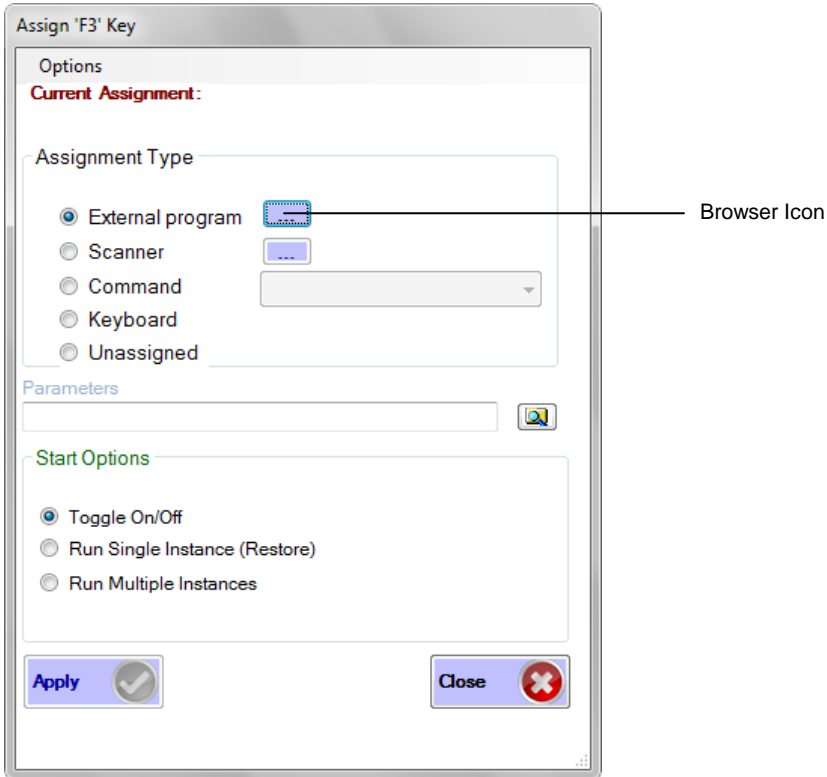 Assign 'F3' Key
Options
Current Assignment:
Assignment Type
External program ...
Browser Icon
Scanner ...
Command
Keyboard
Unassigned
Parameters
Start Options
Toggle On/Off
Run Single Instance (Restore)
Run Multiple Instances
Apply Close